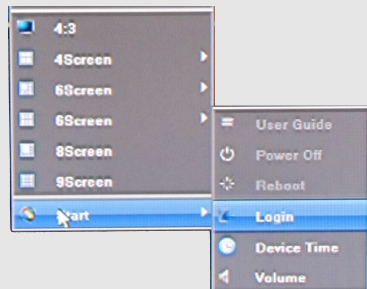 4:3
4Screen
6Screen
6Screen
8Screen
9Screen
Start
User Guide
Power Off
Reboot
Login
Device Time
Volume